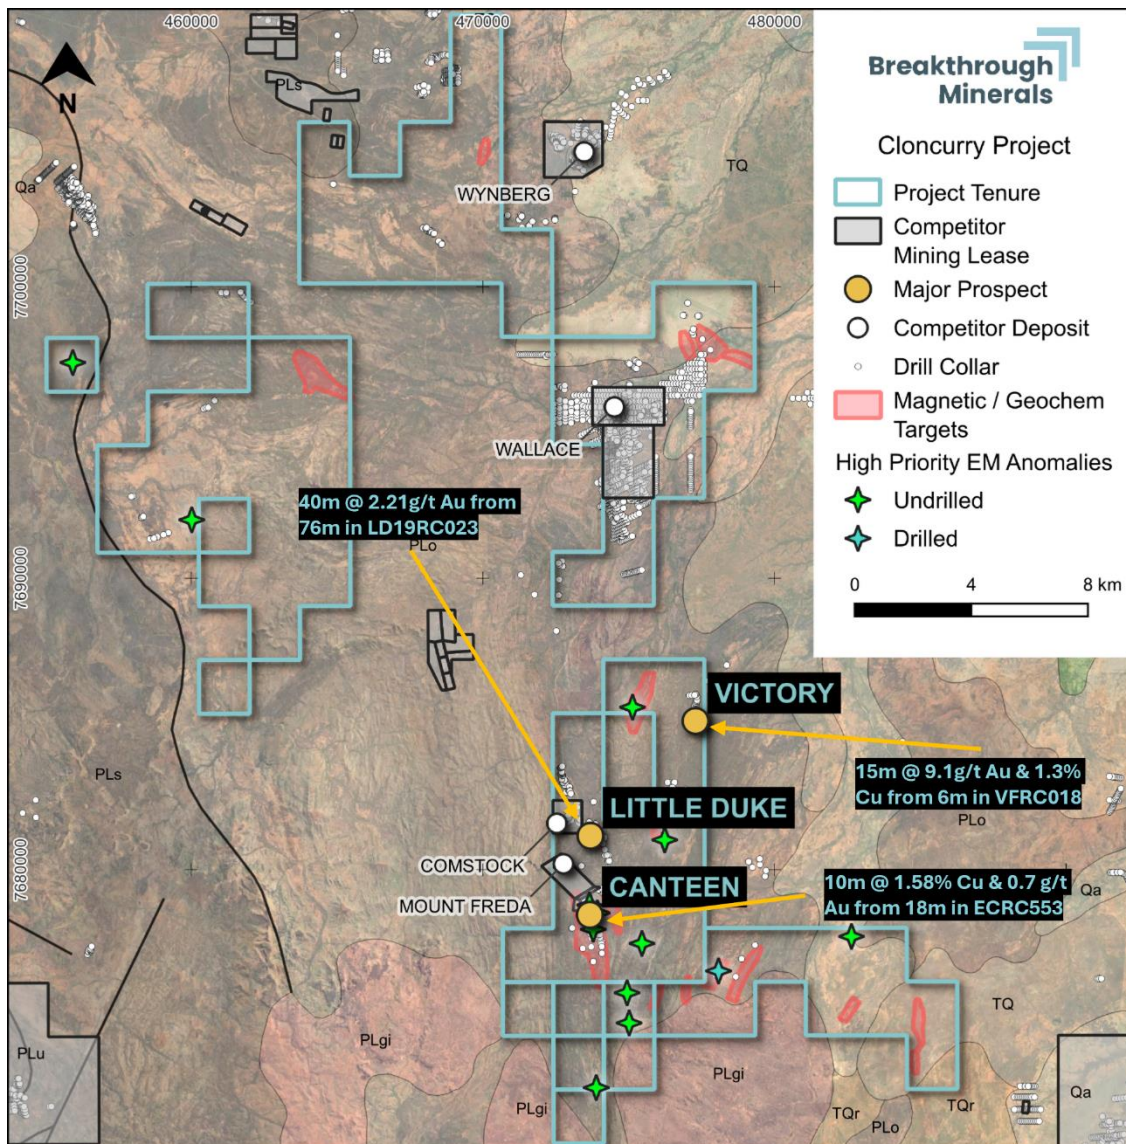 460000
470000
480000
N
PLs
Qa
WYNBERG
TQ
7700000
WALLACE
40m @ 2.21g/t Au from
76m in LD19RC023
PLo
7690000
Breakthrough
Minerals
Cloncurry Project
Project Tenure
Competitor
Mining Lease
Major Prospect
Competitor Deposit
Drill Collar
Magnetic / Geochem
Targets
High Priority EM Anomalies
Undrilled
Drilled
0
4
8 km
VICTORY
15m @ 9.1g/t Au & 1.3%
Cu from 6m in VFRC018
PLo
PLs
LITTLE DUKE
COMSTOCK
7680000
MOUNT FREDA
CANTEEN
10m @ 1.58% Cu & 0.7 g/t
Au from 18m in ECRC553
Qa
TQ
PLu
PLgi
PLgi
PLgi
TQr
PLo
TQr
Qa